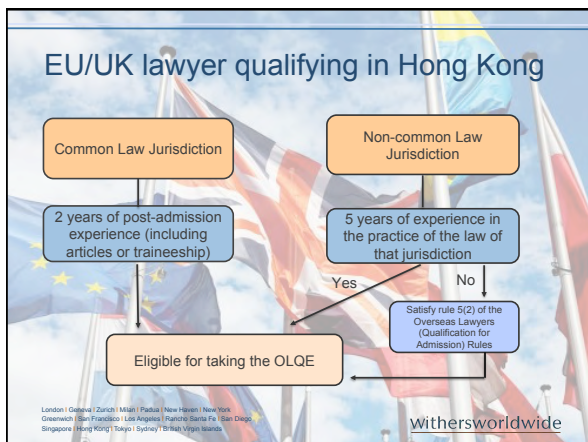 EU/UK lawyer qualifying in Hong Kong
Common Law Jurisdiction
Non-common Law
Jurisdiction
2 years of post-admission
experience (including
articles or traineeship)
5 years of experience in
the practice of the law of
that jurisdiction
Yes
No
Satisfy rule 5(2) of the
Overseas Lawyers
(Qualification for
Admission) Rules
Eligible for taking the OLQE
London | Geneva | Zurich | Milan | Padua | New Haven | New York
Greenwich | San Francisco | Los Angeles | Rancho Santa Fe | San Diego
Singapore | Hong Kong | Tokyo | Sydney | British Virgin Islands
withersworldwide